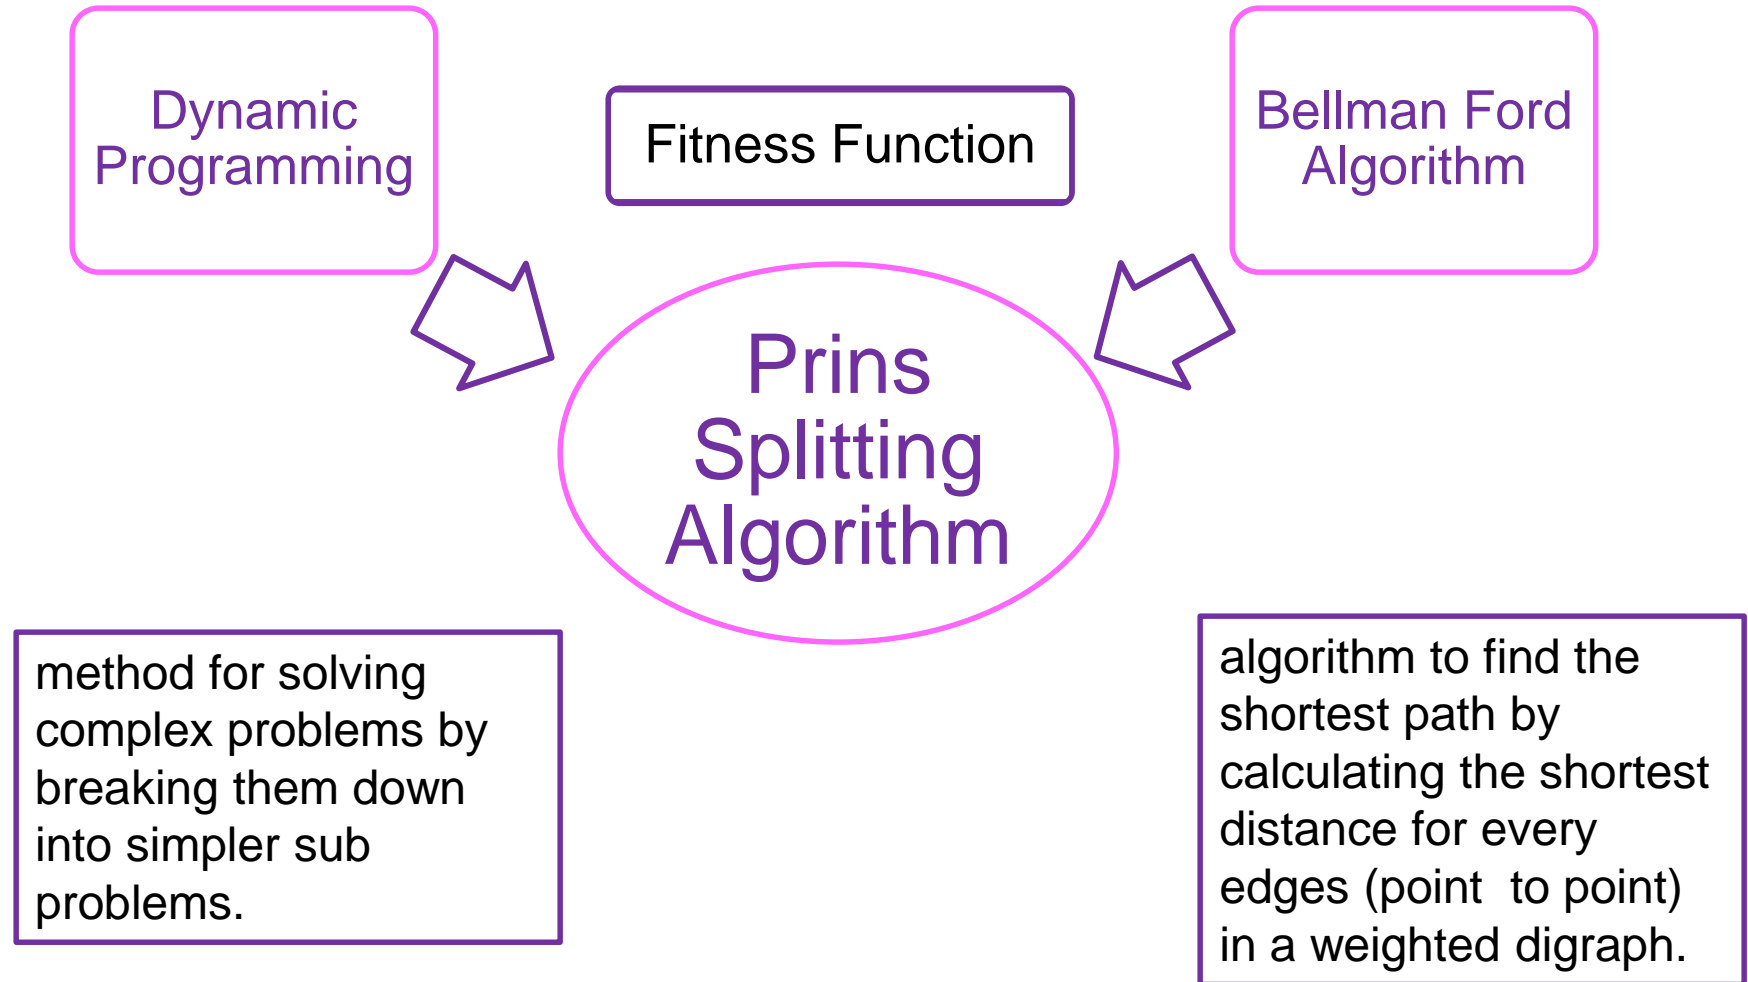 Dynamic
Programming
Fitness Function
Bellman Ford
Algorithm
Prins
Splitting
Algorithm
method for solving
complex problems by
breaking them down
into simpler sub
problems.
algorithm to find the
shortest path by
calculating the shortest
distance for every
edges (point  to point)
in a weighted digraph.